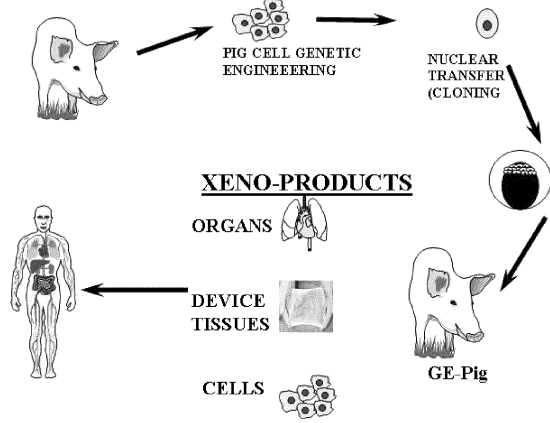 PIG CELL GENETIC
ENGINEEERING
NUCLEAR
TRANSFER
(CLONING
XENO-PRODUCTS
ORGANS
DEVICE
TISSUES
CELLS
GE-Pig